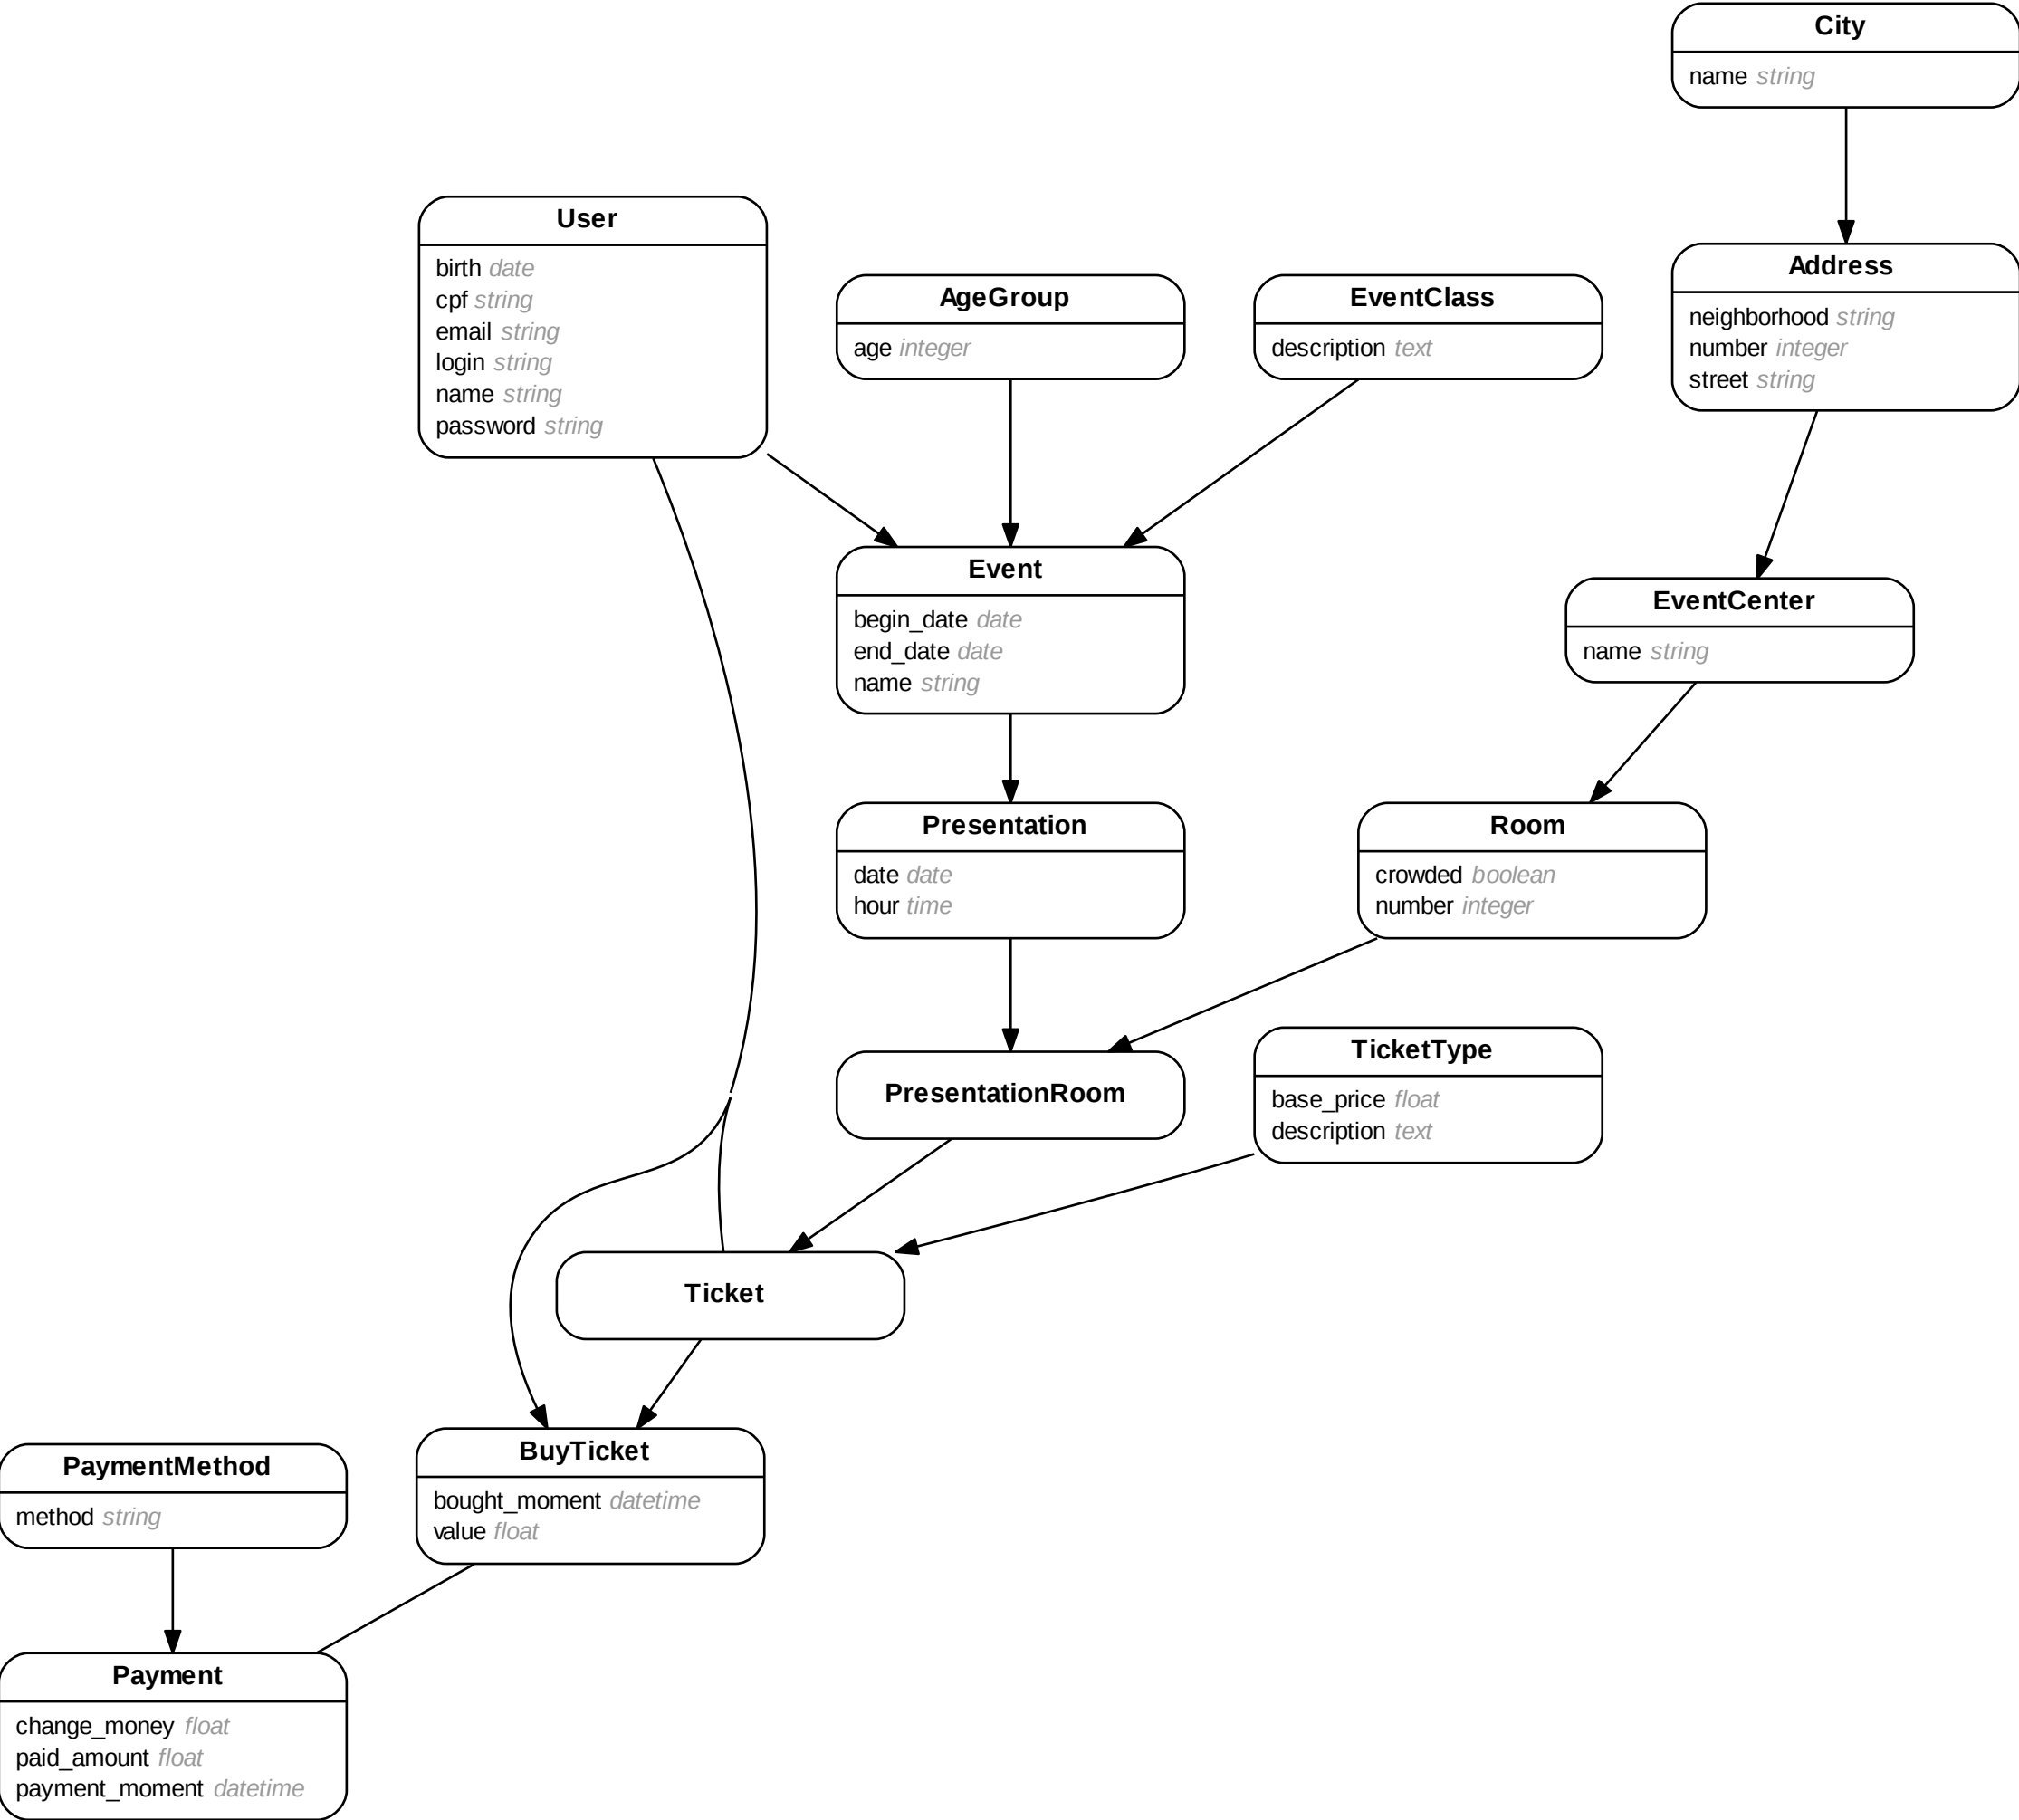 City
name string
User
birth date
cpf string
email string
login string
name string
password string
AgeGroup
age integer
EventClass
description text
Address
neighborhood string
number integer
street string
Event
begin_date date
end_date date
name string
EventCenter
name string
Presentation
date date
hour time
Room
crowded boolean
number integer
PresentationRoom
TicketType
base_price float
description text
Ticket
PaymentMethod
method string
BuyTicket
bought_moment datetime
value float
Payment
change_money float
paid_amount float
payment_moment datetime